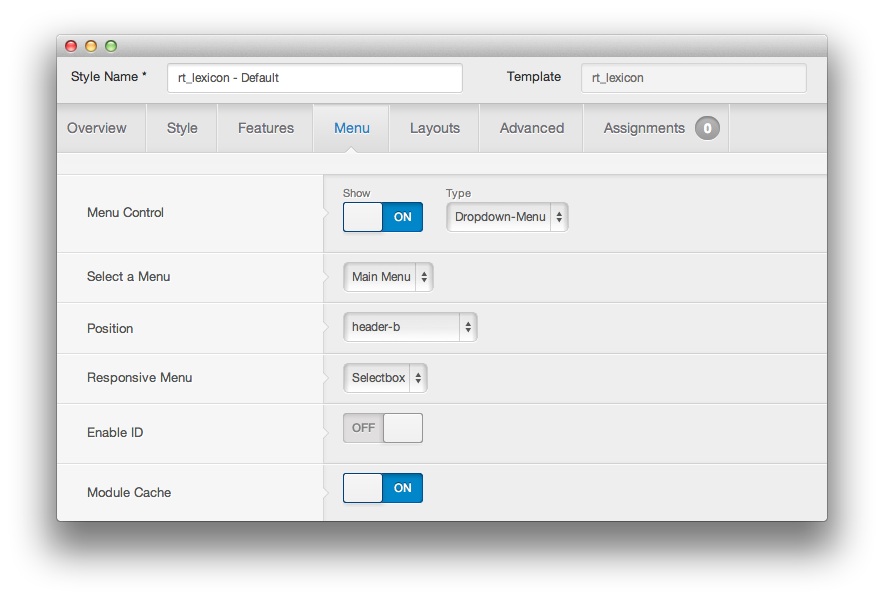 Style Name * rt_lexicon - Default Template rt_lexicon
Overview Style Features Menu Layouts Advanced Assignments 0
Show Type
Menu Control ON Dropdown-Menu
Select a Menu Main Menu
Position header-b
Responsive Menu Selectbox
Enable ID OFF
Module Cache ON